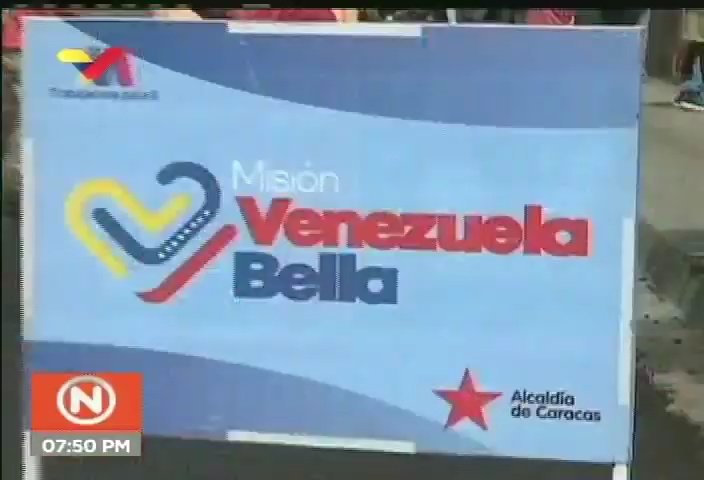 Misión
Venezuela
Bella
Alcaldía
de Caracas
N
07:50 PM